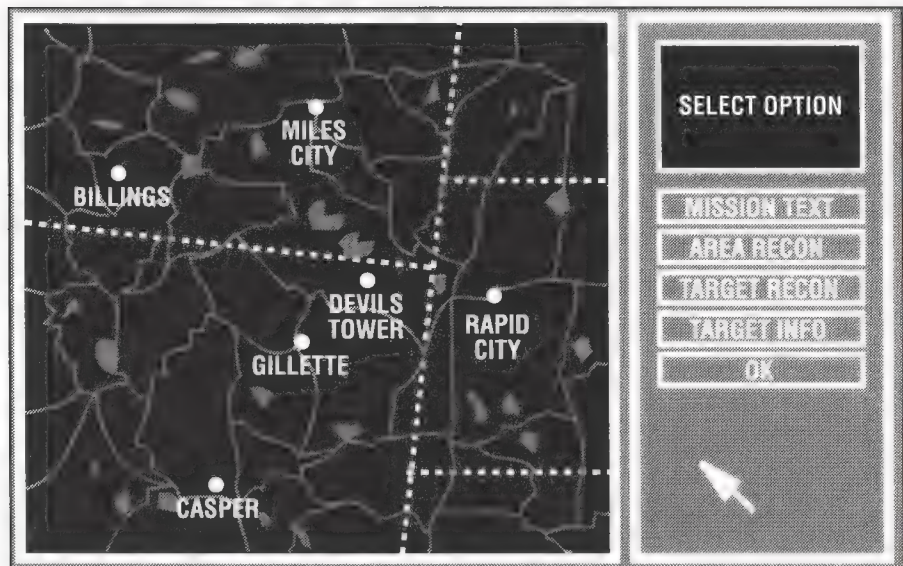 MILES
CITY
BILLINGS
DEVILS
TOWER
RAPID
CITY
GILLETTE
CASPER
SELECT OPTION
MISSION TEXT
AREA RECON
TARGET RECON
TARGET INFO
OK